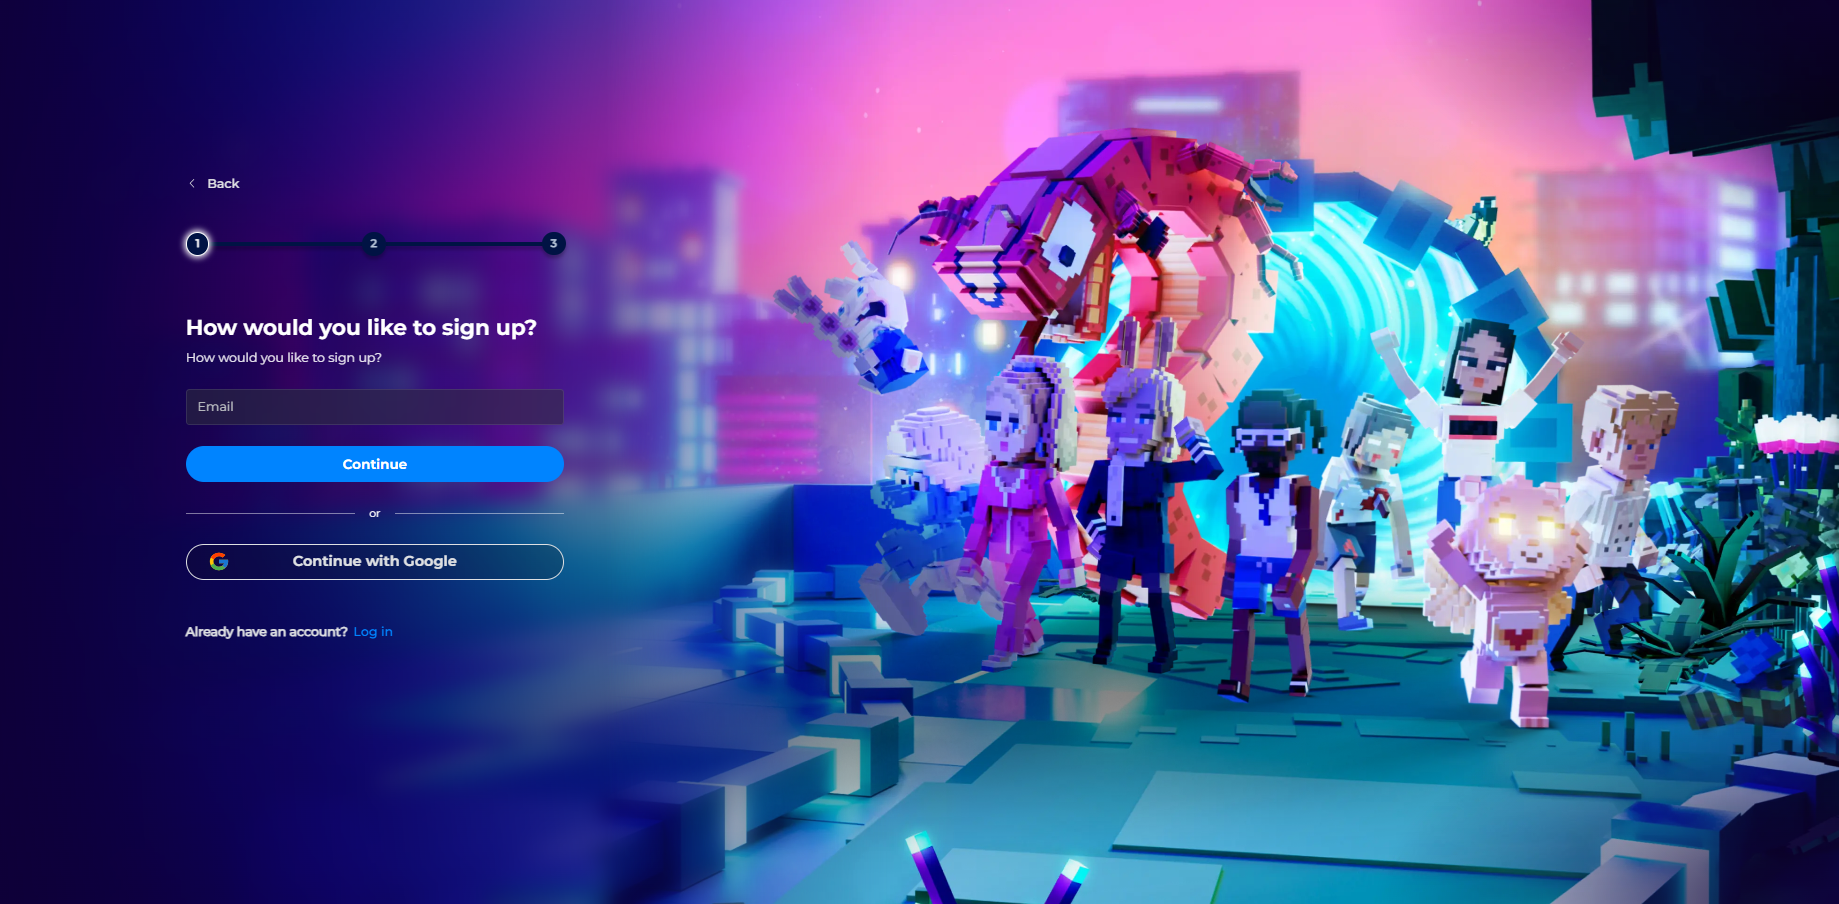 Back
1 2 3
How would you like to sign up?
How would you like to sign up?
Email
Continue
or
Continue with Google
Already have an account? Log in